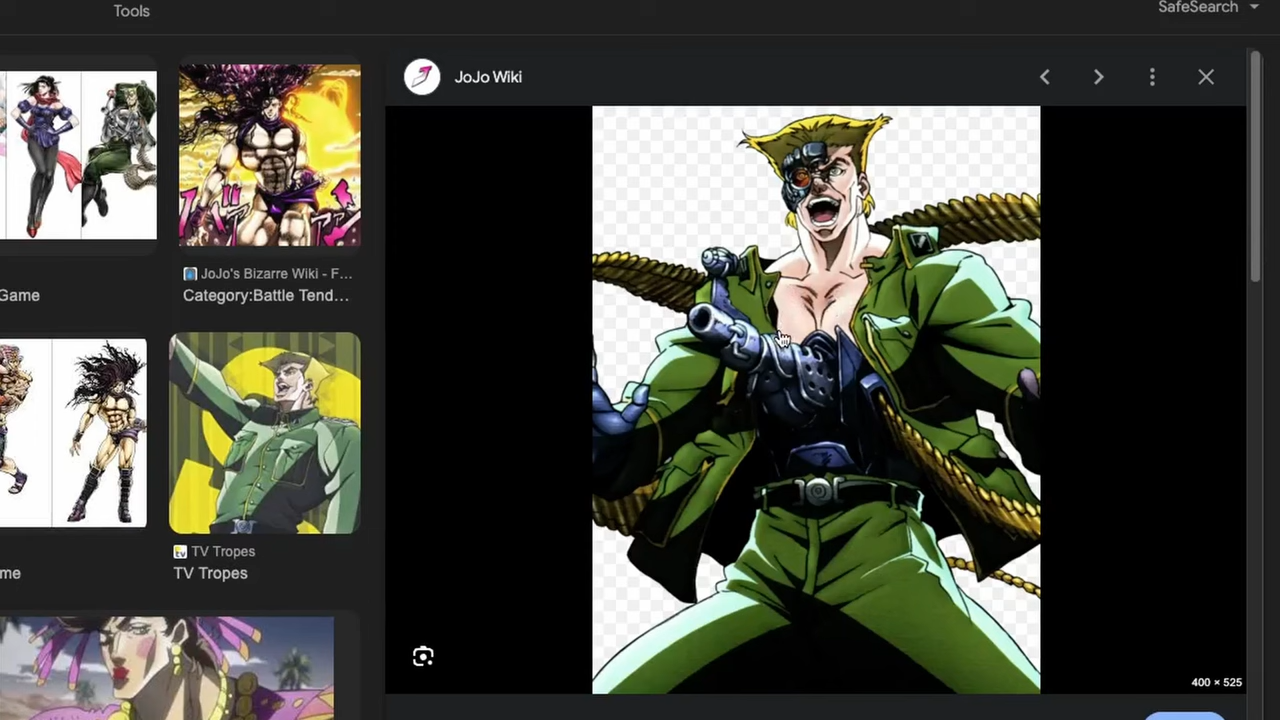 Tools
SafeSearch
JoJo Wiki
JoJo's Bizarre Wiki - F...
Category:Battle Tend...
Game
TV Tropes
TV Tropes
me
400 × 525